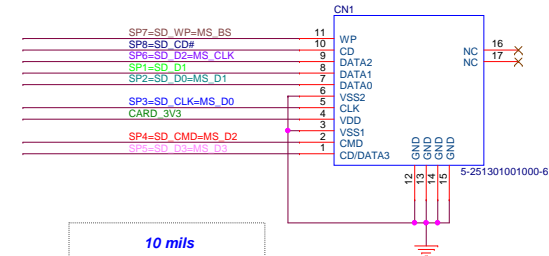 CN1
SP7=SD_WP=MS_BS 11 WP
SP8=SD_CD# 10 CD NC 16
SP6=SD_D2=MS_CLK 9 DATA2 NC 17
SP1=SD_D1 8 DATA1
SP2=SD_D0=MS_D1 7 DATA0
6 VSS2
SP3=SD_CLK=MS_D0 5 CLK
CARD_3V3 4 VDD
3 VSS1
SP4=SD_CMD=MS_D2 2 CMD
SP5=SD_D3=MS_D3 1 CD/DATA3
GND GND GND GND
5-251301001000-6
12 13 14 15
10 mils